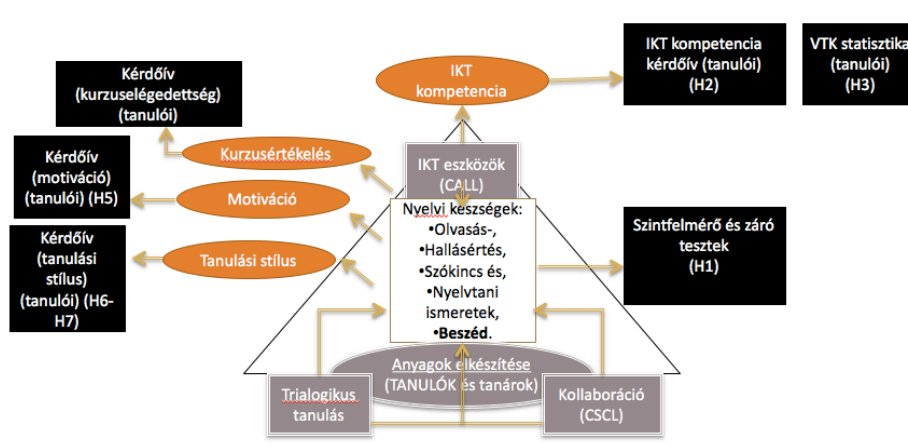 Kérdőív
(kurzuselégedettség)
(tanulói)
IKT
kompetencia
IKT kompetencia
kérdőív (tanulói)
(H2)
VTK statisztika
(tanulói)
(H3)
Kérdőív
(motiváció)
(tanulói) (H5)
Kurzusértékelés
Motiváció
Kérdőív
(tanulási
stílus)
(tanulói) (H6-
H7)
Tanulási stílus
IKT eszközök
(CALL)
Nyelvi készségek:
•Olvasás-,
•Hallásértés,
•Szókincs és,
•Nyelvtani
ismeretek,
•Beszéd.
Szintfelmérő és záró
tesztek
(H1)
Anyagok elkészítése
(TANULÓK és tanárok)
Trialogikus
tanulás
Kollaboráció
(CSCL)